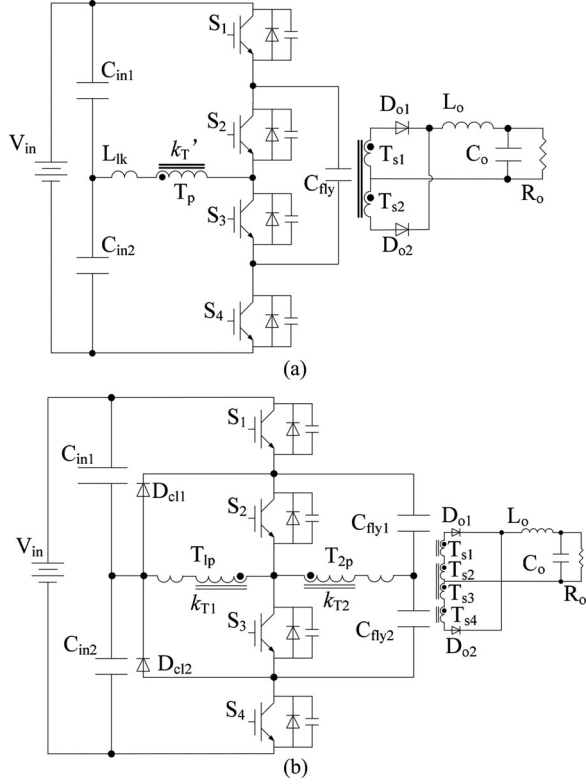 S1
Cin1
Do1
Lo
Vin
S2
Llk
kT'
Cfly
Ts1
Co
Tp
Ts2
Ro
S3
Cin2
Do2
S4
(a)
S1
Cin1
Dcl1
S2
Cfly1
Do1
Lo
Vin
T1p
T2p
Ts1
Ts2
Co
kT1
kT2
Ts3
Ro
S3
Cfly2
Ts4
Cin2
Dcl2
Do2
S4
(b)